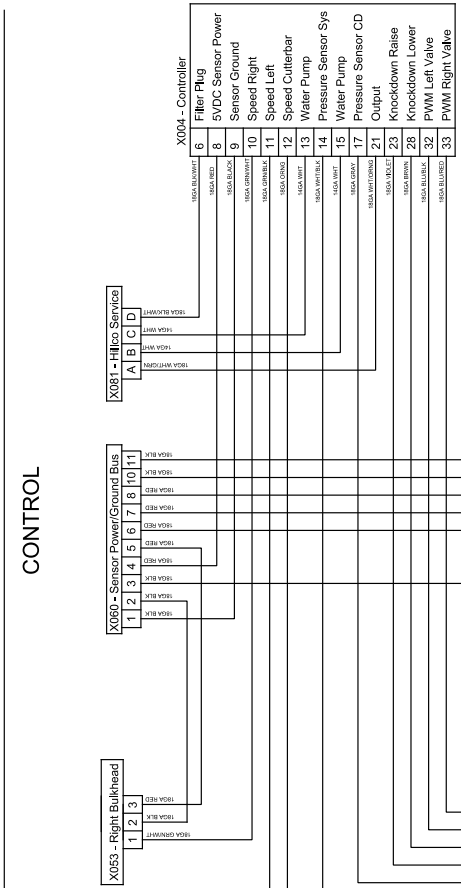 CONTROL
X004 - Controller
6 Filter Plug
8 5VDC Sensor Power
9 Sensor Ground
10 Speed Right
11 Speed Left
12 Speed Cutterbar
13 Water Pump
14 Pressure Sensor Sys
15 Water Pump
17 Pressure Sensor CD
21 Output
23 Knockdown Raise
28 Knockdown Lower
32 PWM Left Valve
33 PWM Right Valve
18GA BLK/WHT
18GA RED
18GA BLACK
18GA GRN/WHT
18GA GRN/BLK
18GA ORNG
14GA WHT
18GA WHT/BLK
14GA WHT
18GA GRAY
18GA WHT/ORNG
18GA VIOLET
18GA BRWN
18GA BLU/BLK
18GA BLU/RED
X081 - Hillco Service
A B C D
18GA WHT/GRN
14GA WHT
14GA WHT
18GA BLK/WHT
X060 - Sensor Power/Ground Bus
1 2 3 4 5 6 7 8 10 11
18GA BLK
18GA BLK
18GA BLK
18GA RED
18GA RED
18GA RED
18GA RED
18GA RED
18GA BLK
18GA BLK
X053 - Right Bulkhead
1 2 3
18GA GRN/WHT
18GA BLK
18GA RED